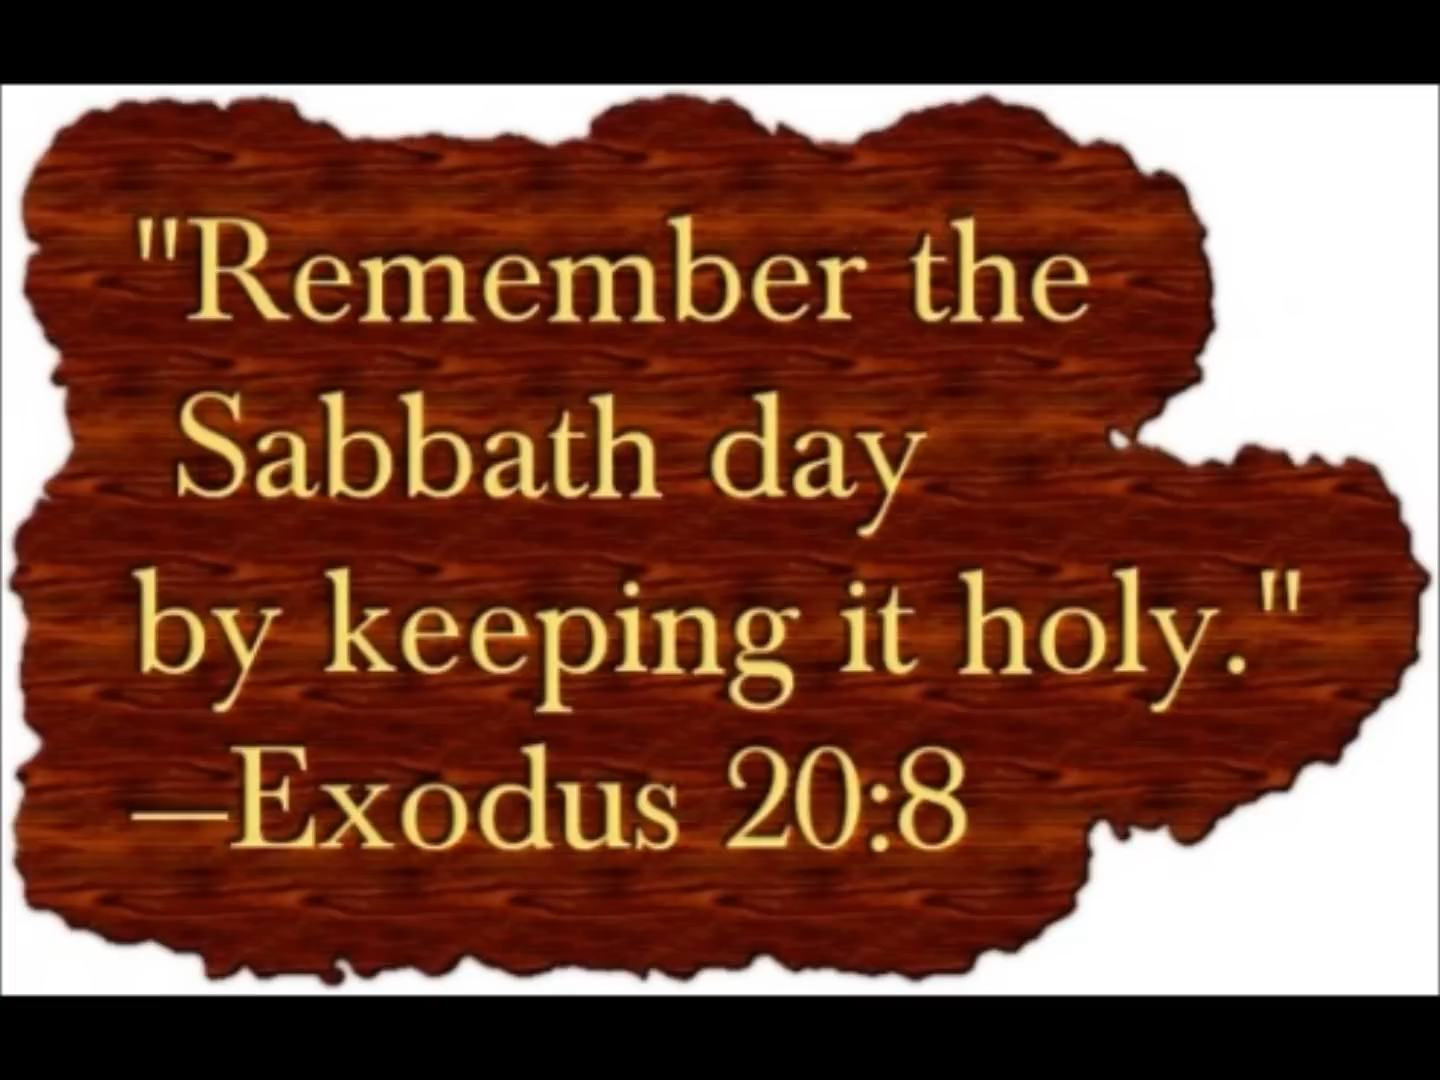 "Remember the
Sabbath day
by keeping it holy."
—Exodus 20:8